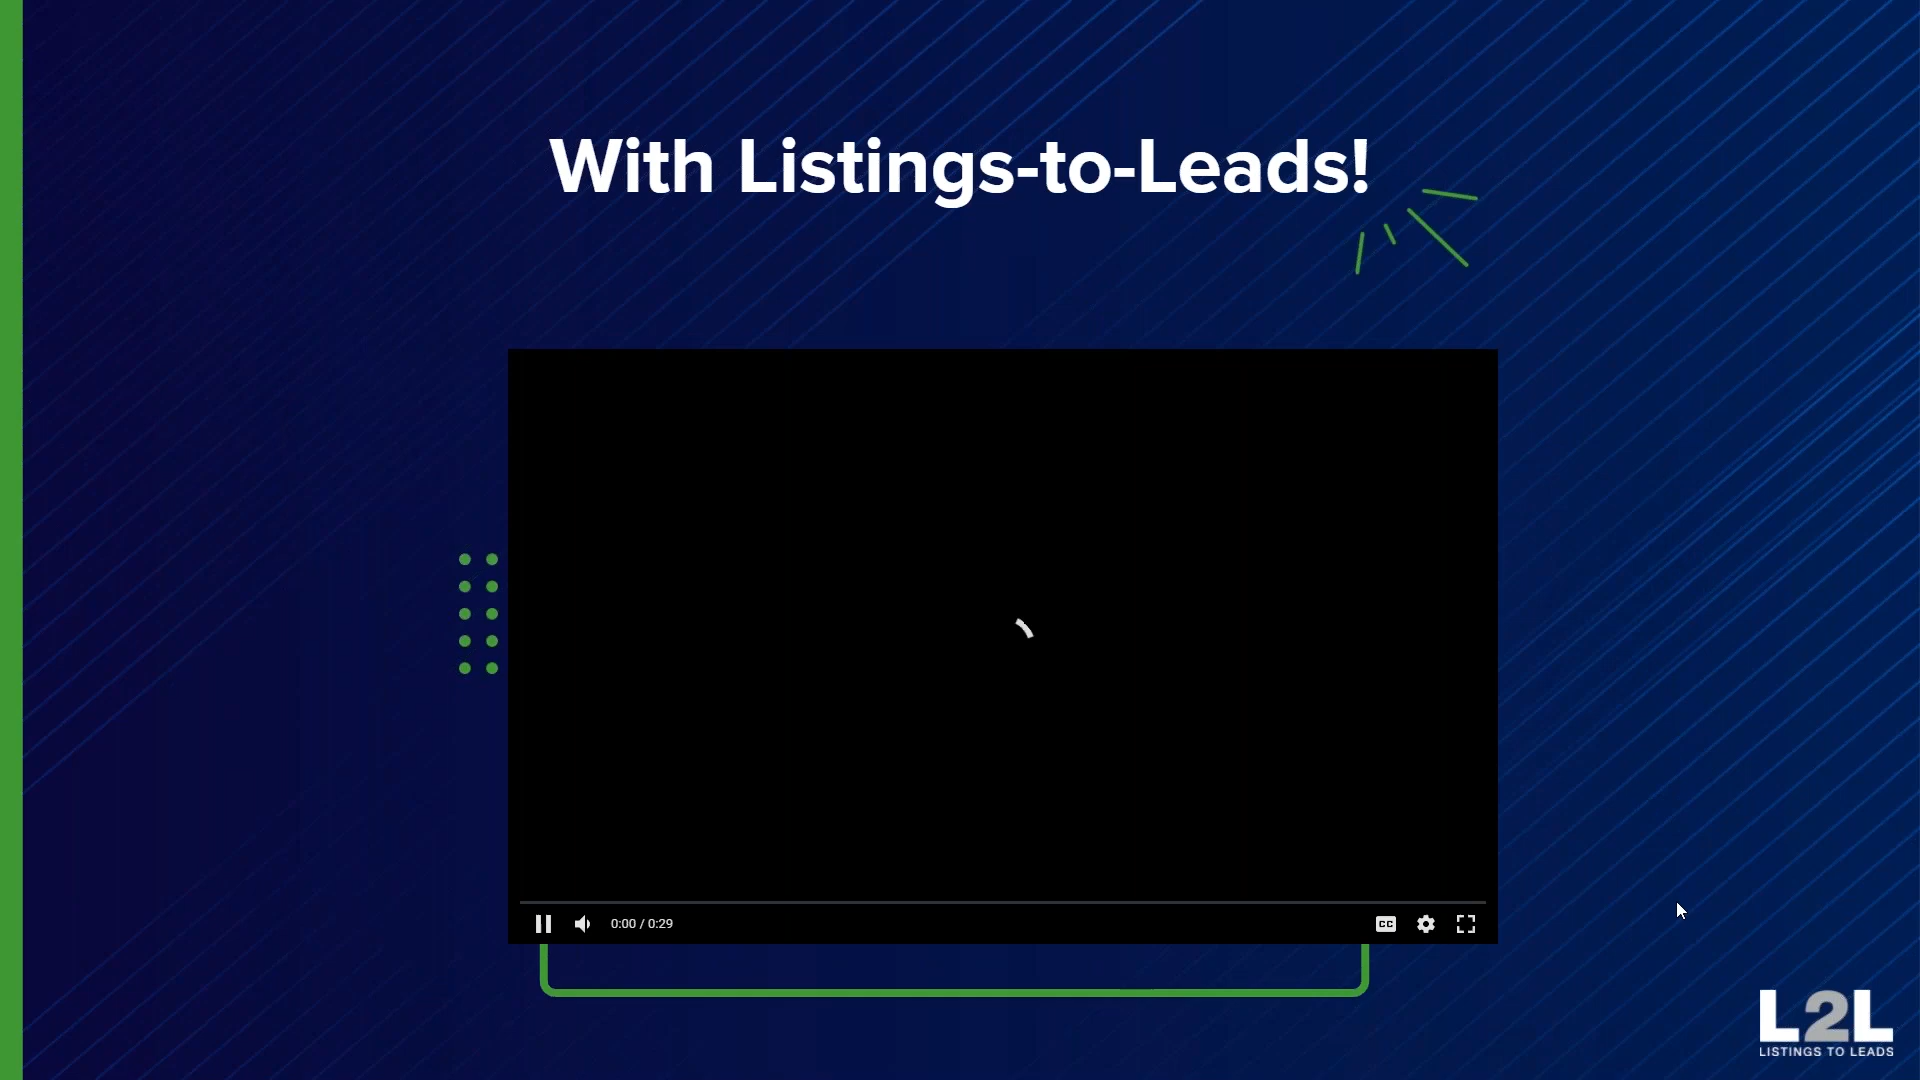 With Listings-to-Leads!
0:00 / 0:29
CC
L2L
LISTINGS TO LEADS